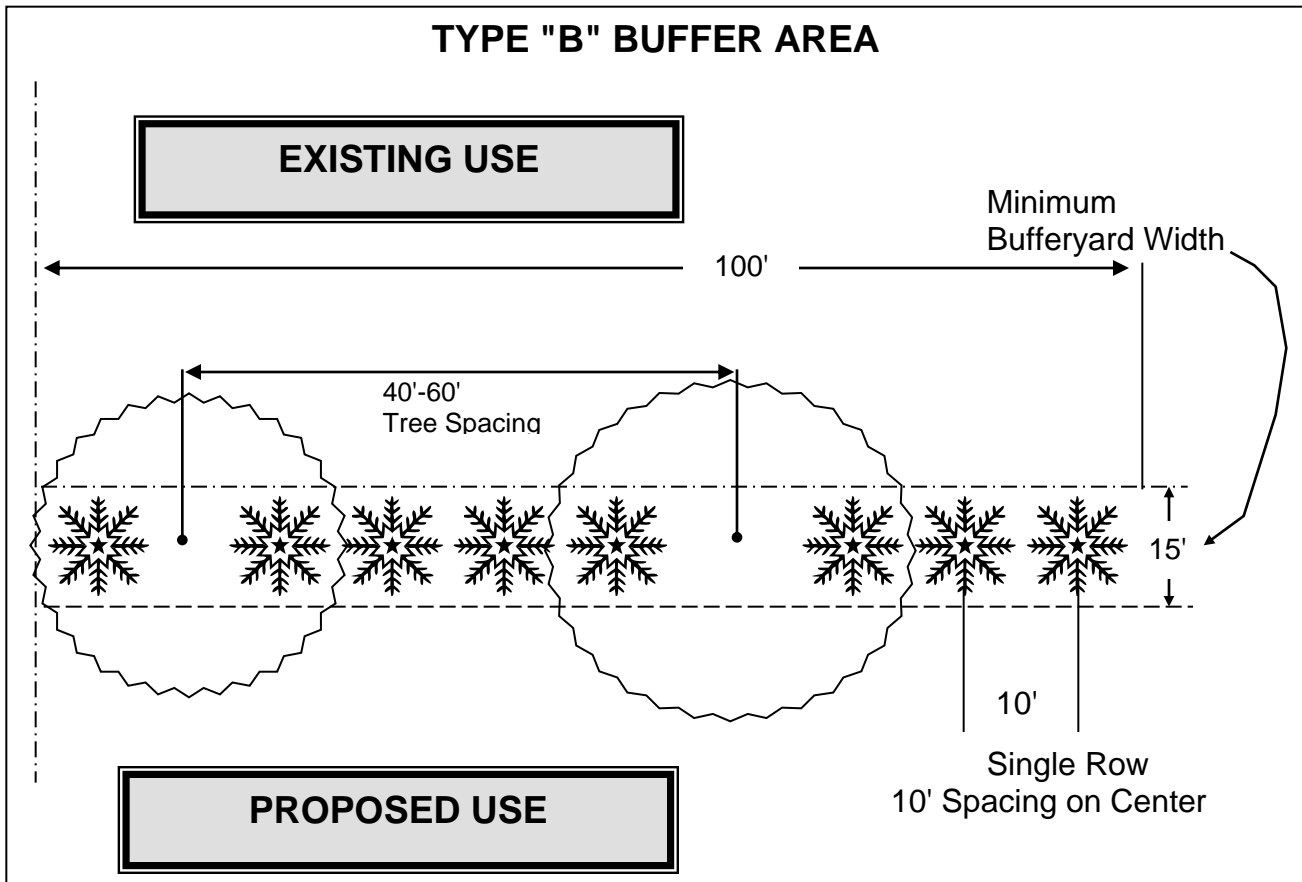 TYPE "B" BUFFER AREA
EXISTING USE
Minimum
Bufferyard Width
100'
40'-60'
Tree Spacing
15'
10'
Single Row
10' Spacing on Center
PROPOSED USE